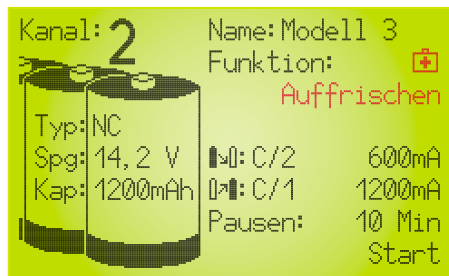 Kanal: 2
Name: Modell 3
Funktion:
Auffrischen
Typ: NC
Spg: 14,2 V
Kap: 1200mAh
: C/2 600mA
: C/1 1200mA
Pausen: 10 Min
Start